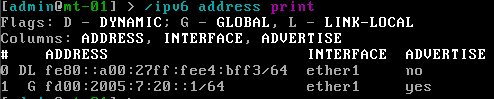 [admin@mt-01] > /ipv6 address print
Flags: D - DYNAMIC; G - GLOBAL, L - LINK-LOCAL
Columns: ADDRESS, INTERFACE, ADVERTISE
#    ADDRESS                      INTERFACE  ADVERTISE
0 DL fe80::a00:27ff:fee4:bff3/64  ether1     no
1  G fd00:2005:7:20::1/64         ether1     yes